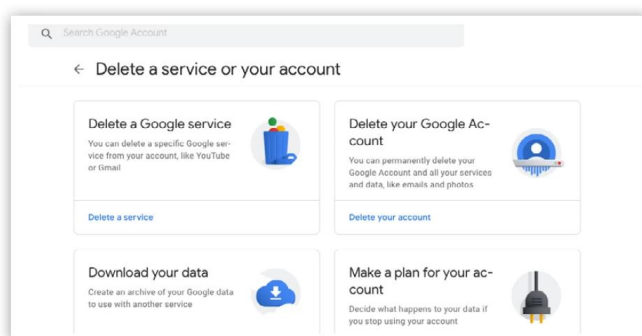 Search Google Account
Delete a service or your account
Delete a Google service
You can delete a specific Google ser-
vice from your account, like YouTube
or Gmail
Delete a service
Delete your Google Ac-
count
You can permanently delete your
Google Account and all your services
and data, like emails and photos
Delete your account
Download your data
Create an archive of your Google data
to use with another service
Make a plan for your ac-
count
Decide what happens to your data if
you stop using your account